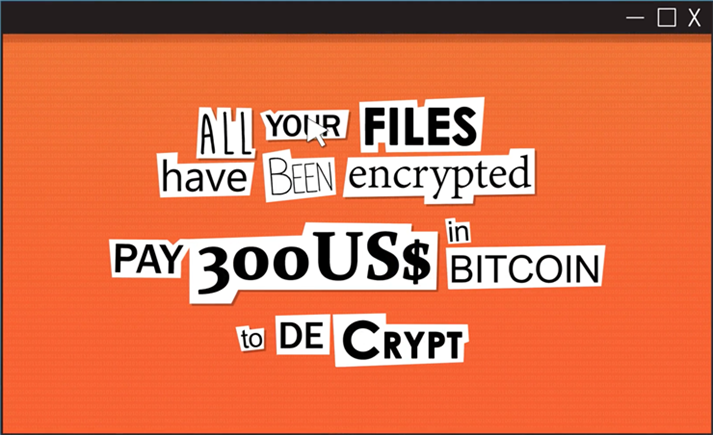 ALL YOUR FILES
have BEEN encrypted
PAY 300US$ in BITCOIN
to DE CRYPT